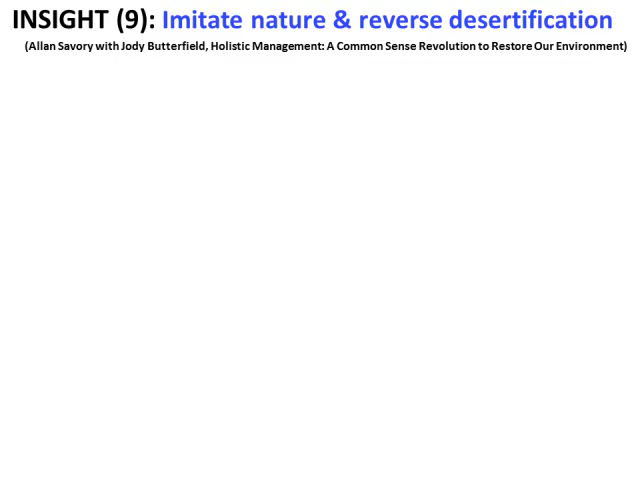 INSIGHT (9): Imitate nature & reverse desertification
(Allan Savory with Jody Butterfield, Holistic Management: A Common Sense Revolution to Restore Our Environment)